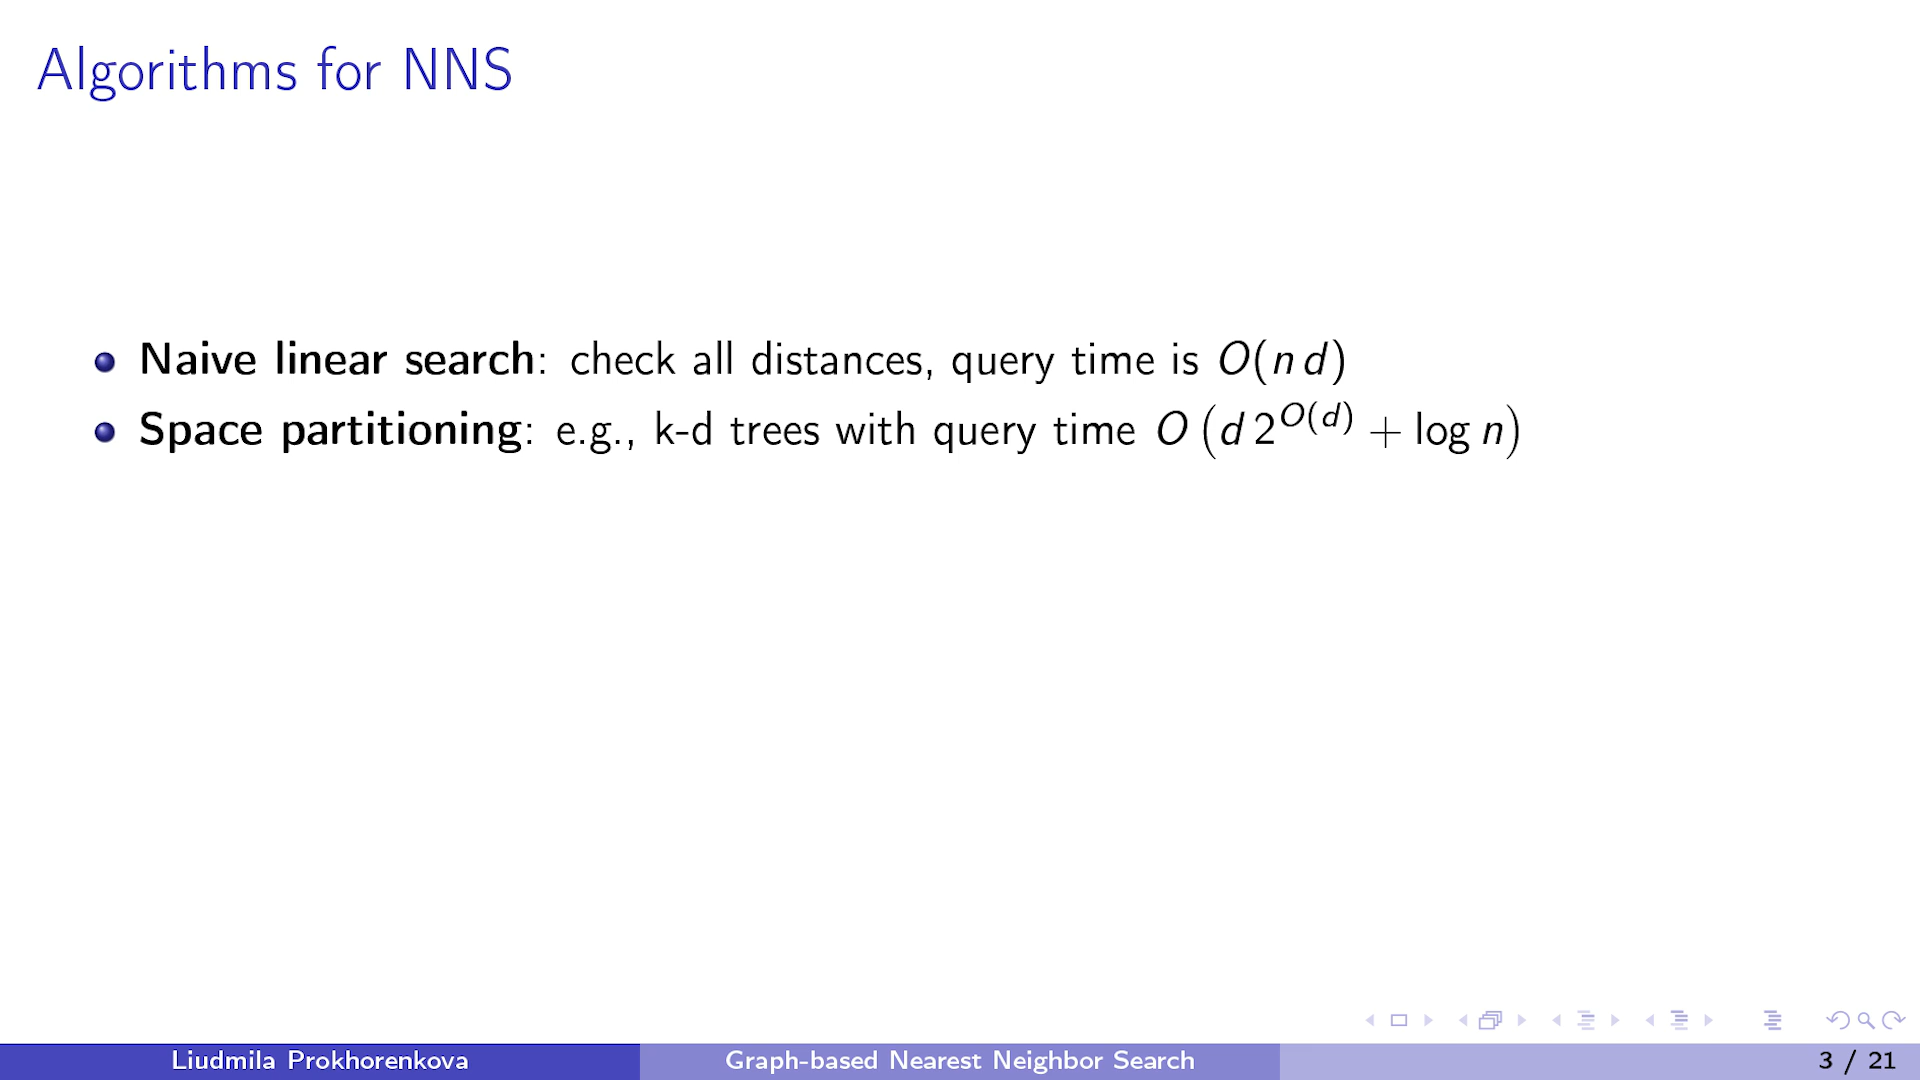 Algorithms for NNS
Naive linear search: check all distances, query time is O(n d)
Space partitioning: e.g., k-d trees with query time O (d 2^{O(d)} + log n)
Liudmila Prokhorenkova
Graph-based Nearest Neighbor Search
3 / 21